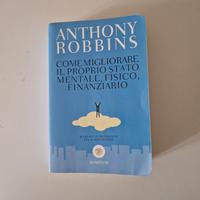 ANTHONY
ROBBINS
COME MIGLIORARE
IL PROPRIO STATO
MENTALE, FISICO,
FINANZIARIO